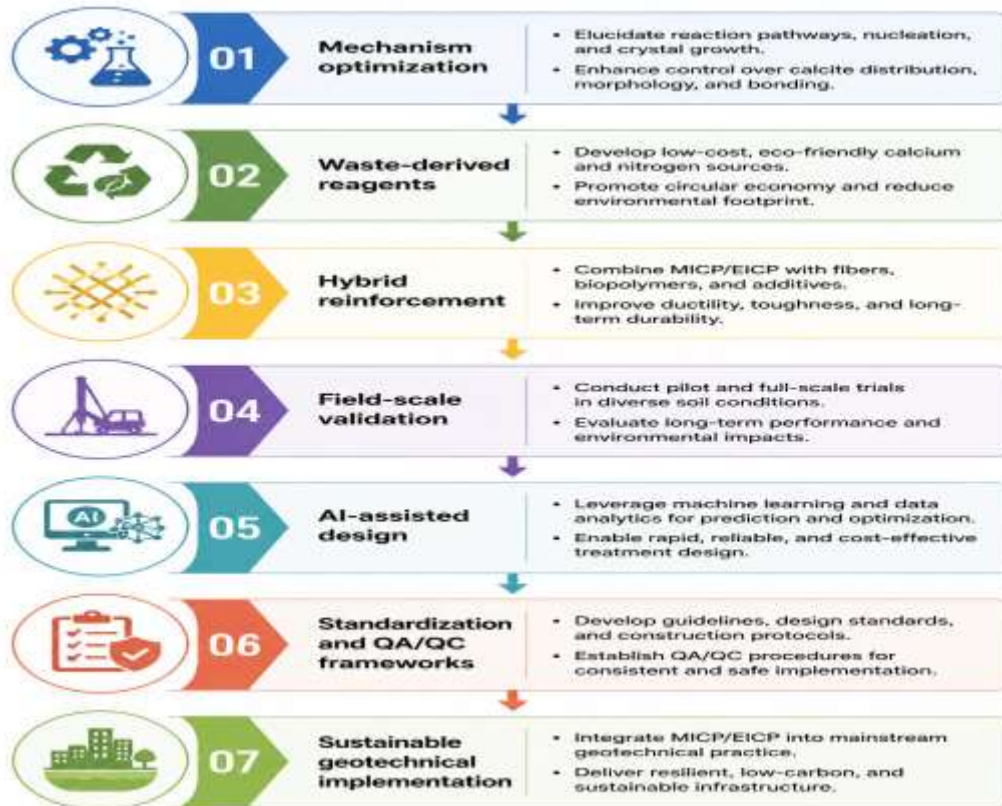 01
Mechanism
optimization
• Elucidate reaction pathways, nucleation,
and crystal growth.
• Enhance control over calcite distribution,
morphology, and bonding.
02
Waste-derived
reagents
• Develop low-cost, eco-friendly calcium
and nitrogen sources.
• Promote circular economy and reduce
environmental footprint.
03
Hybrid
reinforcement
• Combine MICP/EICP with fibers,
biopolymers, and additives.
• Improve ductility, toughness, and long-
term durability.
04
Field-scale
validation
• Conduct pilot and full-scale trials
in diverse soil conditions.
• Evaluate long-term performance and
environmental impacts.
AI
05
AI-assisted
design
• Leverage machine learning and data
analytics for prediction and optimization.
• Enable rapid, reliable, and cost-effective
treatment design.
06
Standardization
and QA/QC
frameworks
• Develop guidelines, design standards,
and construction protocols.
• Establish QA/QC procedures for
consistent and safe implementation.
07
Sustainable
geotechnical
implementation
• Integrate MICP/EICP into mainstream
geotechnical practice.
• Deliver resilient, low-carbon, and
sustainable infrastructure.